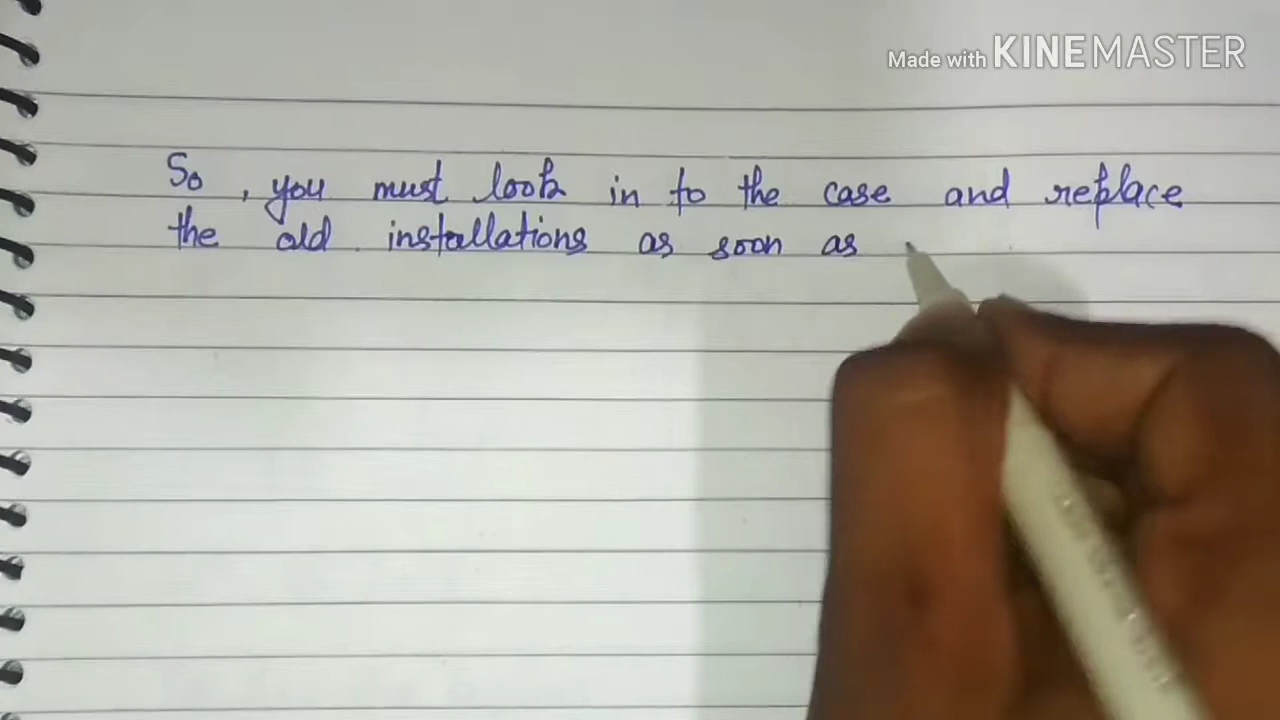 Made with KINEMASTER
So, you must look in to the case and replace
the old installations as soon as